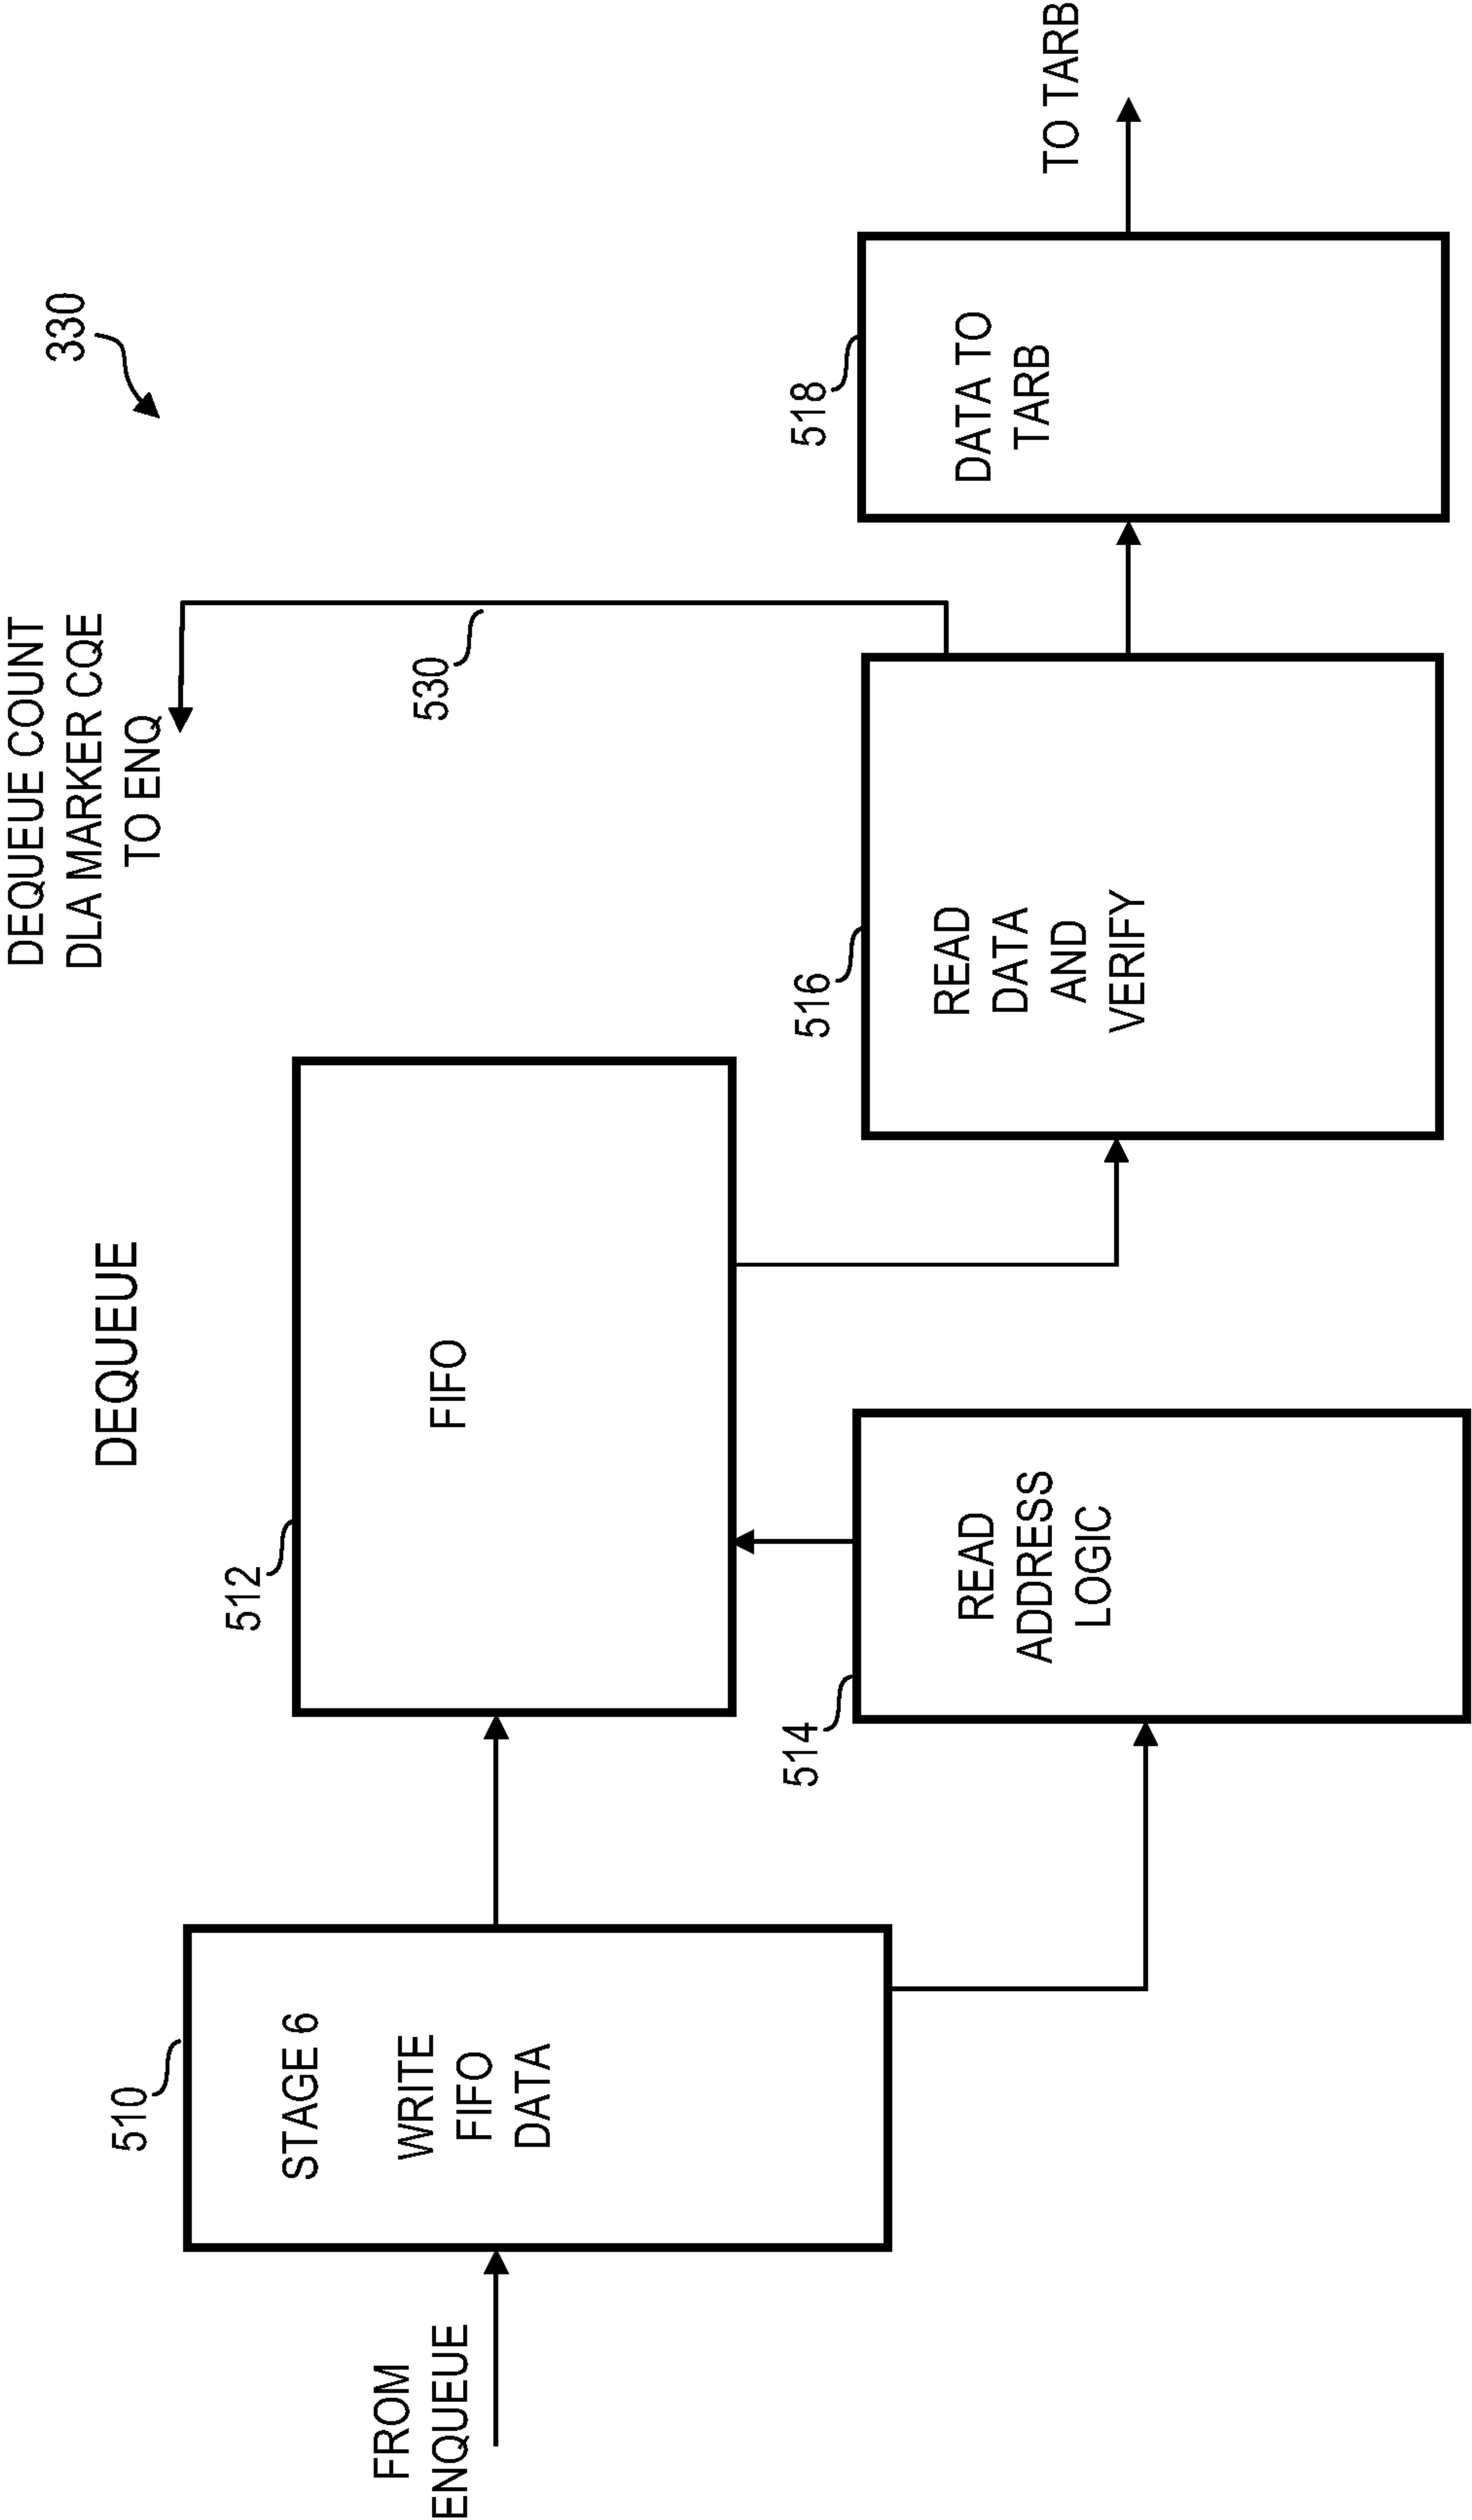 DEQUEUE
330
DEQUEUE COUNT
DLA MARKER CQE
TO ENQ
530
FROM
ENQUEUE
510
STAGE 6
WRITE
FIFO
DATA
512
FIFO
514
READ
ADDRESS
LOGIC
516
READ
DATA
AND
VERIFY
518
DATA TO
TARB
TO TARB